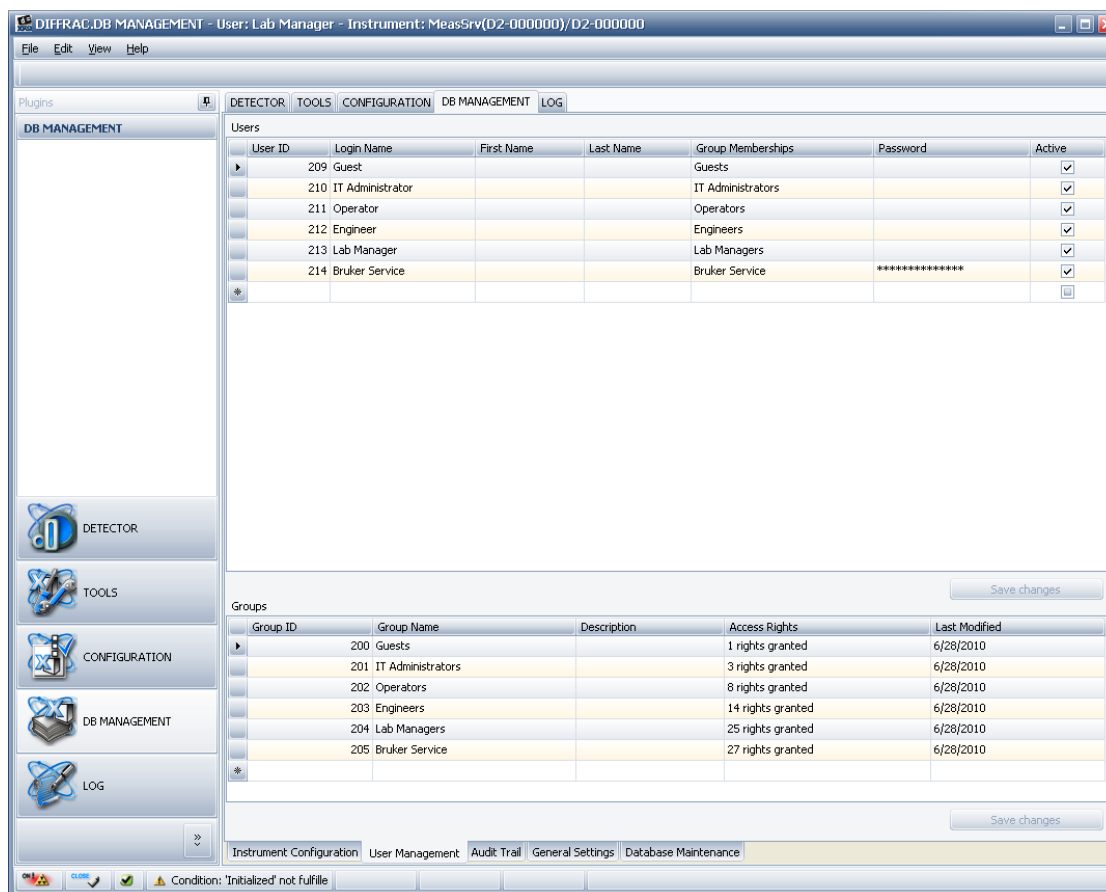 DIFFRAC.DB MANAGEMENT - User: Lab Manager - Instrument: MeasSrv(D2-000000)/D2-000000
File Edit View Help
Plugins
DB MANAGEMENT
DETECTOR TOOLS CONFIGURATION DB MANAGEMENT LOG
Users
User ID Login Name First Name Last Name Group Memberships Password Active
209 Guest Guests
210 IT Administrator IT Administrators
211 Operator Operators
212 Engineer Engineers
213 Lab Manager Lab Managers
214 Bruker Service Bruker Service **************
Save changes
DETECTOR
TOOLS
CONFIGURATION
DB MANAGEMENT
LOG
Groups
Group ID Group Name Description Access Rights Last Modified
200 Guests 1 rights granted 6/28/2010
201 IT Administrators 3 rights granted 6/28/2010
202 Operators 8 rights granted 6/28/2010
203 Engineers 14 rights granted 6/28/2010
204 Lab Managers 25 rights granted 6/28/2010
205 Bruker Service 27 rights granted 6/28/2010
Save changes
Instrument Configuration User Management Audit Trail General Settings Database Maintenance
ON CLOSE Condition: 'Initialized' not fulfille